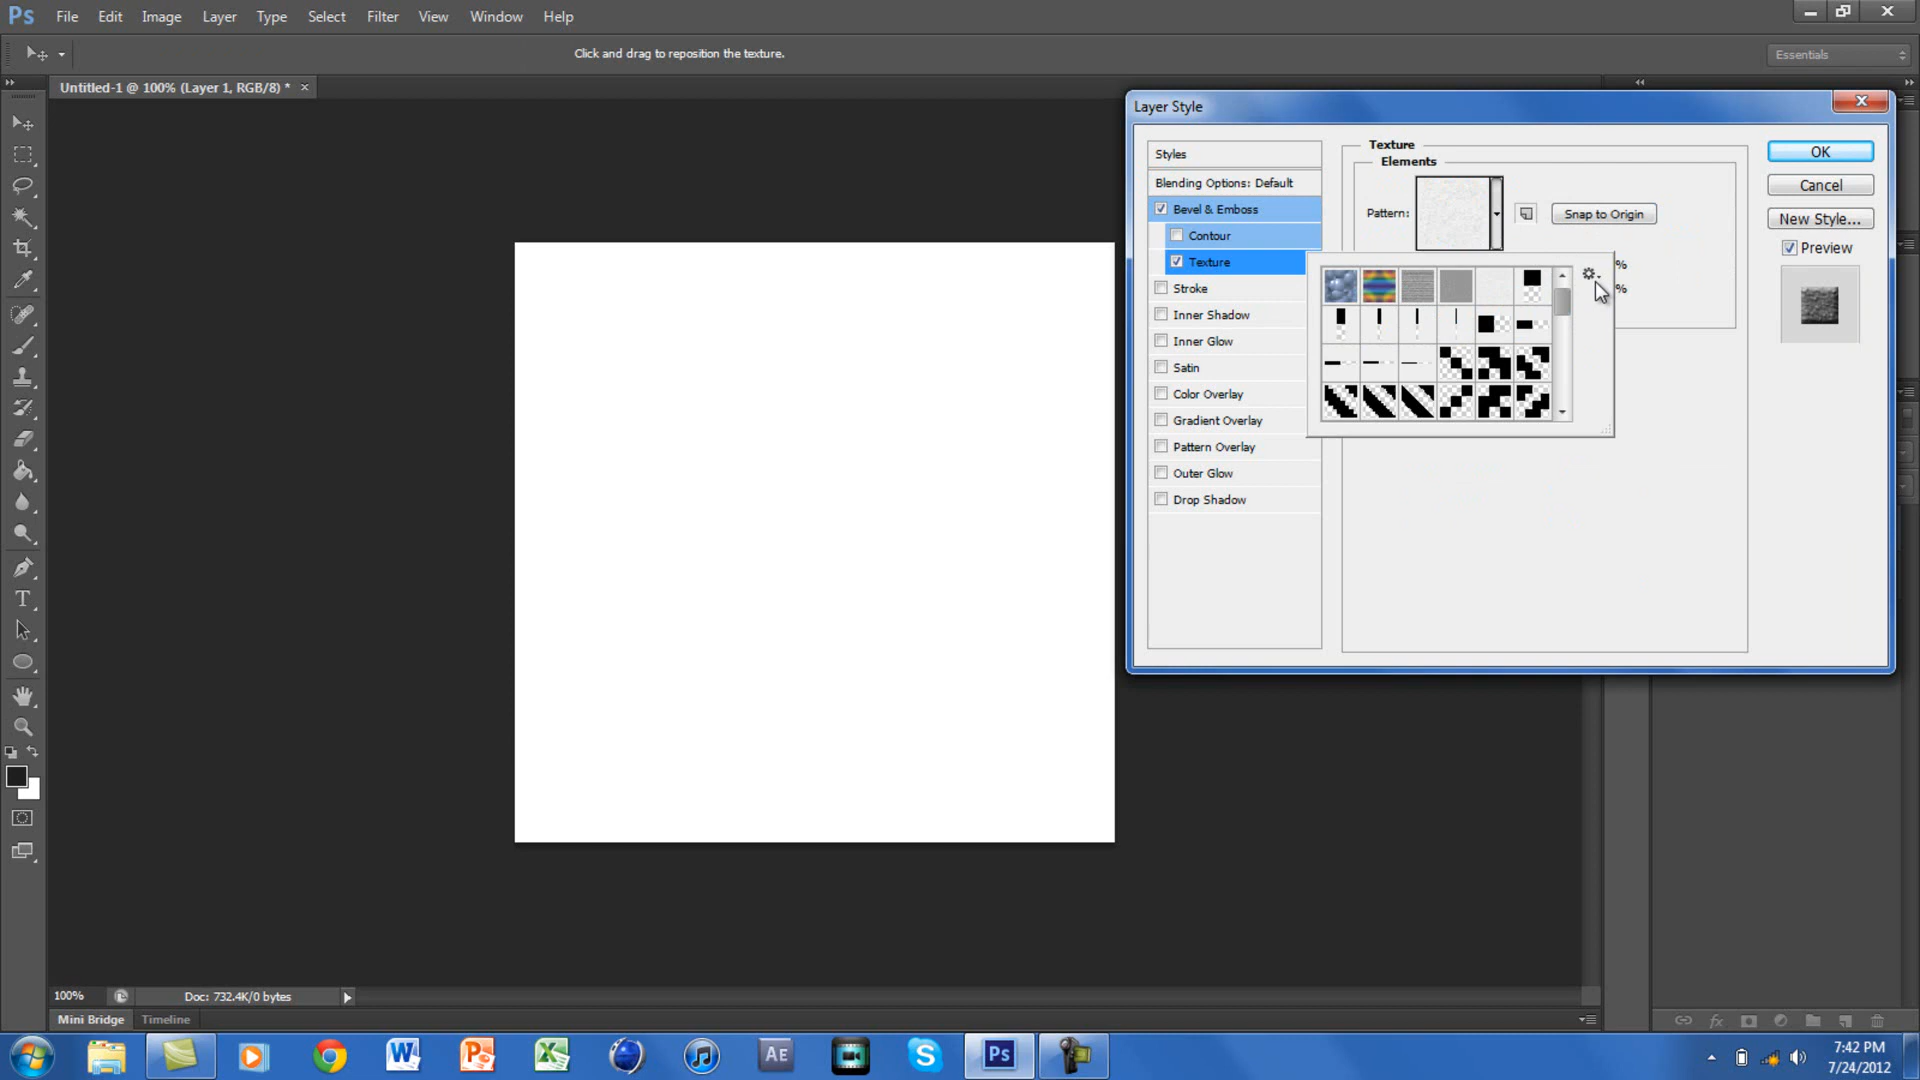 Ps File Edit Image Layer Type Select Filter View Window Help
Click and drag to reposition the texture.
Essentials
Untitled-1 @ 100% (Layer 1, RGB/8) *
Layer Style
Styles
Blending Options: Default
Bevel & Emboss
Contour
Texture
Stroke
Inner Shadow
Inner Glow
Satin
Color Overlay
Gradient Overlay
Pattern Overlay
Outer Glow
Drop Shadow
Texture
Elements
Pattern:
Snap to Origin
%
%
OK
Cancel
New Style...
Preview
T
100%
Doc: 732.4K/0 bytes
Mini Bridge Timeline
fx
W P X AE S Ps
7:42 PM
7/24/2012